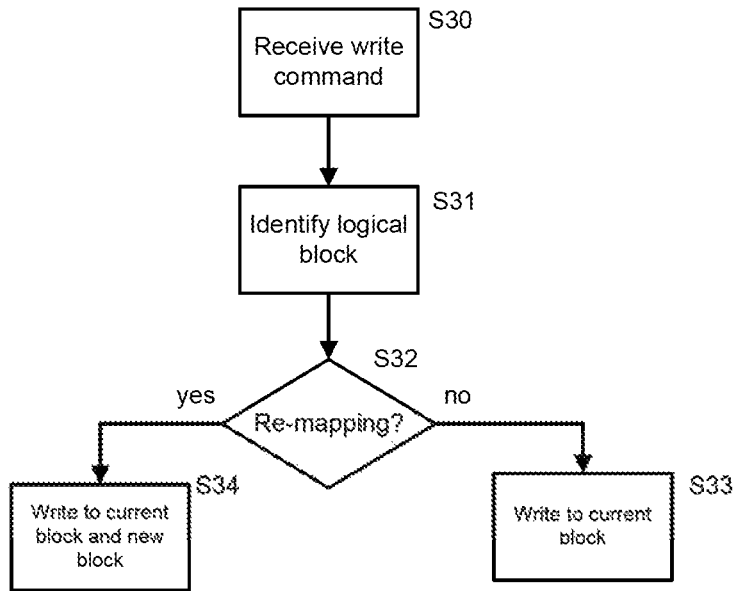 S30
Receive write
command
S31
Identify logical
block
S32
yes
Re-mapping?
no
S34
Write to current
block and new
block
S33
Write to current
block